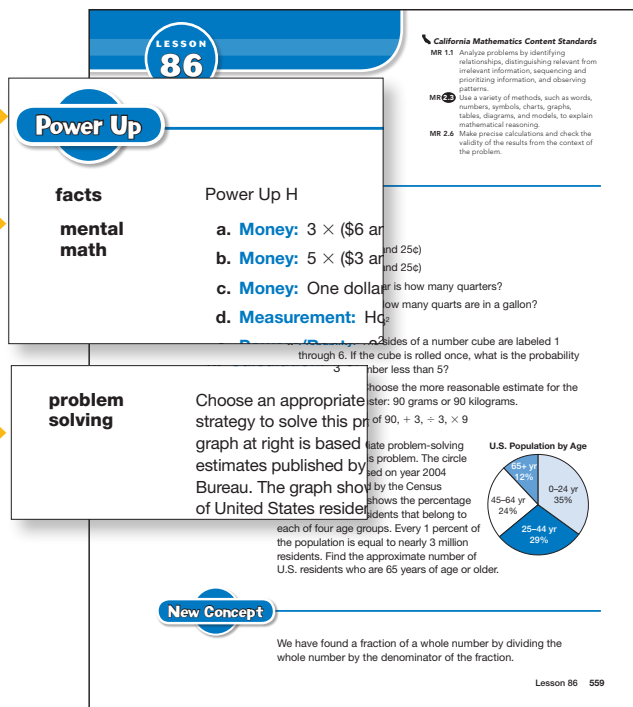 LESSON
86
California Mathematics Content Standards
MR 1.1 Analyze problems by identifying
relationships, distinguishing relevant from
irrelevant information, sequencing and
prioritizing information, and observing
patterns.
MR 2.3 Use a variety of methods, such as words,
numbers, symbols, charts, graphs,
tables, diagrams, and models, to explain
mathematical reasoning.
MR 2.6 Make precise calculations and check the
validity of the results from the context of
the problem.
Power Up
facts Power Up H
mental math
a. Money: 3 × ($6 ar
b. Money: 5 × ($3 ar
c. Money: One dollar
d. Measurement:
and 25¢)
and 25¢)
is how many quarters?
ow many quarts are in a gallon?
sides of a number cube are labeled 1
through 6. If the cube is rolled once, what is the probability
mber less than 5?
Choose the more reasonable estimate for the
ster: 90 grams or 90 kilograms.
of 90, + 3, ÷ 3, × 9
problem solving
Choose an appropriate
strategy to solve this pr
graph at right is based
estimates published by
Bureau. The graph show
of United States resider
iate problem-solving
is problem. The circle
sed on year 2004
d by the Census
shows the percentage
idents that belong to
each of four age groups. Every 1 percent of
the population is equal to nearly 3 million
residents. Find the approximate number of
U.S. residents who are 65 years of age or older.
U.S. Population by Age
65+ yr
12%
0–24 yr
35%
45–64 yr
24%
25–44 yr
29%
New Concept
We have found a fraction of a whole number by dividing the
whole number by the denominator of the fraction.
Lesson 86 559